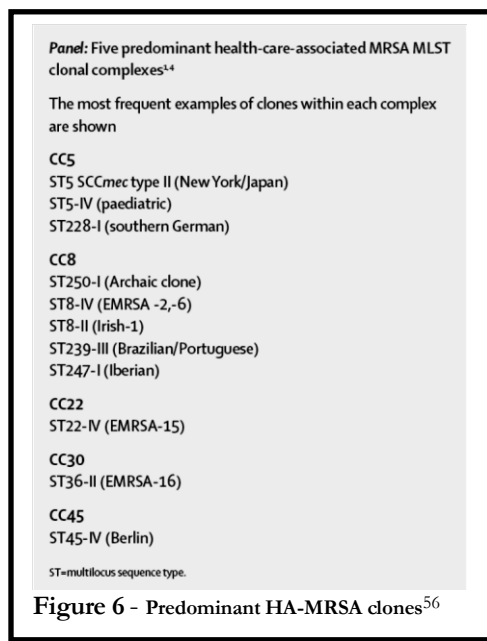 Panel: Five predominant health-care-associated MRSA MLST
clonal complexes¹,⁴
The most frequent examples of clones within each complex
are shown
CC5
ST5 SCCmec type II (New York/Japan)
ST5-IV (paediatric)
ST228-I (southern German)
CC8
ST250-I (Archaic clone)
ST8-IV (EMRSA -2,-6)
ST8-II (Irish-1)
ST239-III (Brazilian/Portuguese)
ST247-I (Iberian)
CC22
ST22-IV (EMRSA-15)
CC30
ST36-II (EMRSA-16)
CC45
ST45-IV (Berlin)
ST=multilocus sequence type.
Figure 6 - Predominant HA-MRSA clones⁵⁶